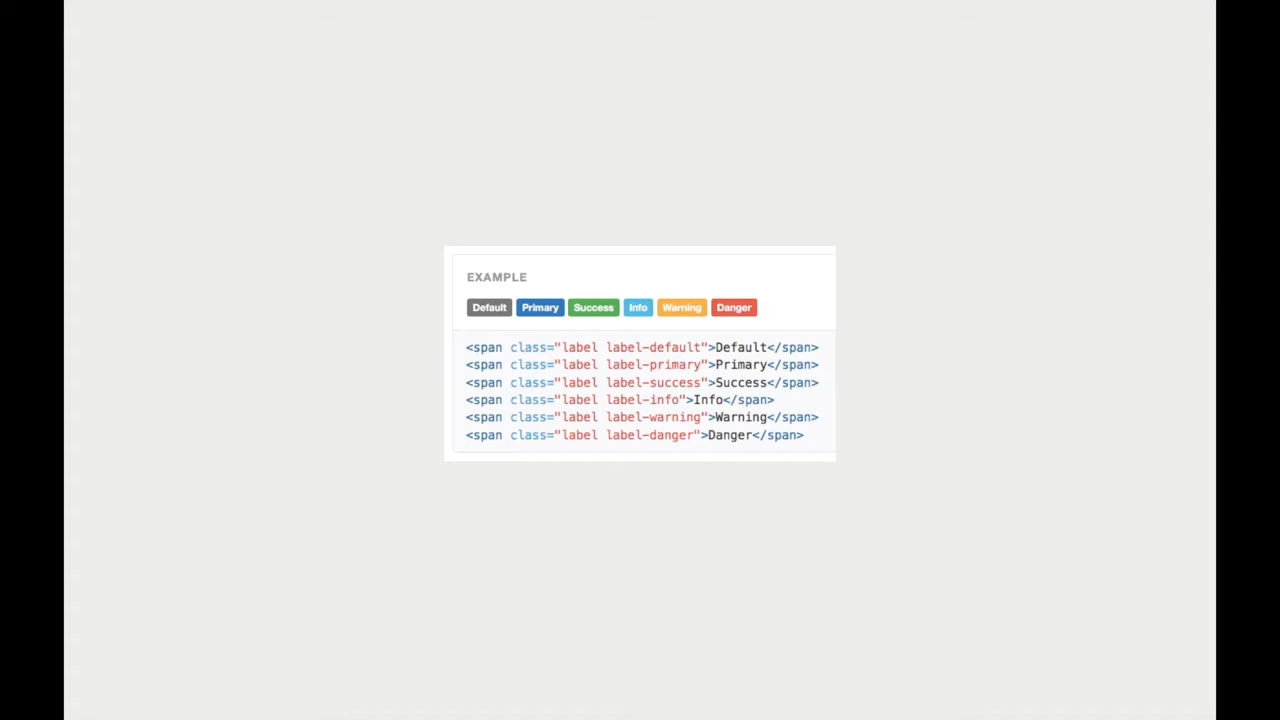 EXAMPLE
Default Primary Success Info Warning Danger
<span class="label label-default">Default</span>
<span class="label label-primary">Primary</span>
<span class="label label-success">Success</span>
<span class="label label-info">Info</span>
<span class="label label-warning">Warning</span>
<span class="label label-danger">Danger</span>